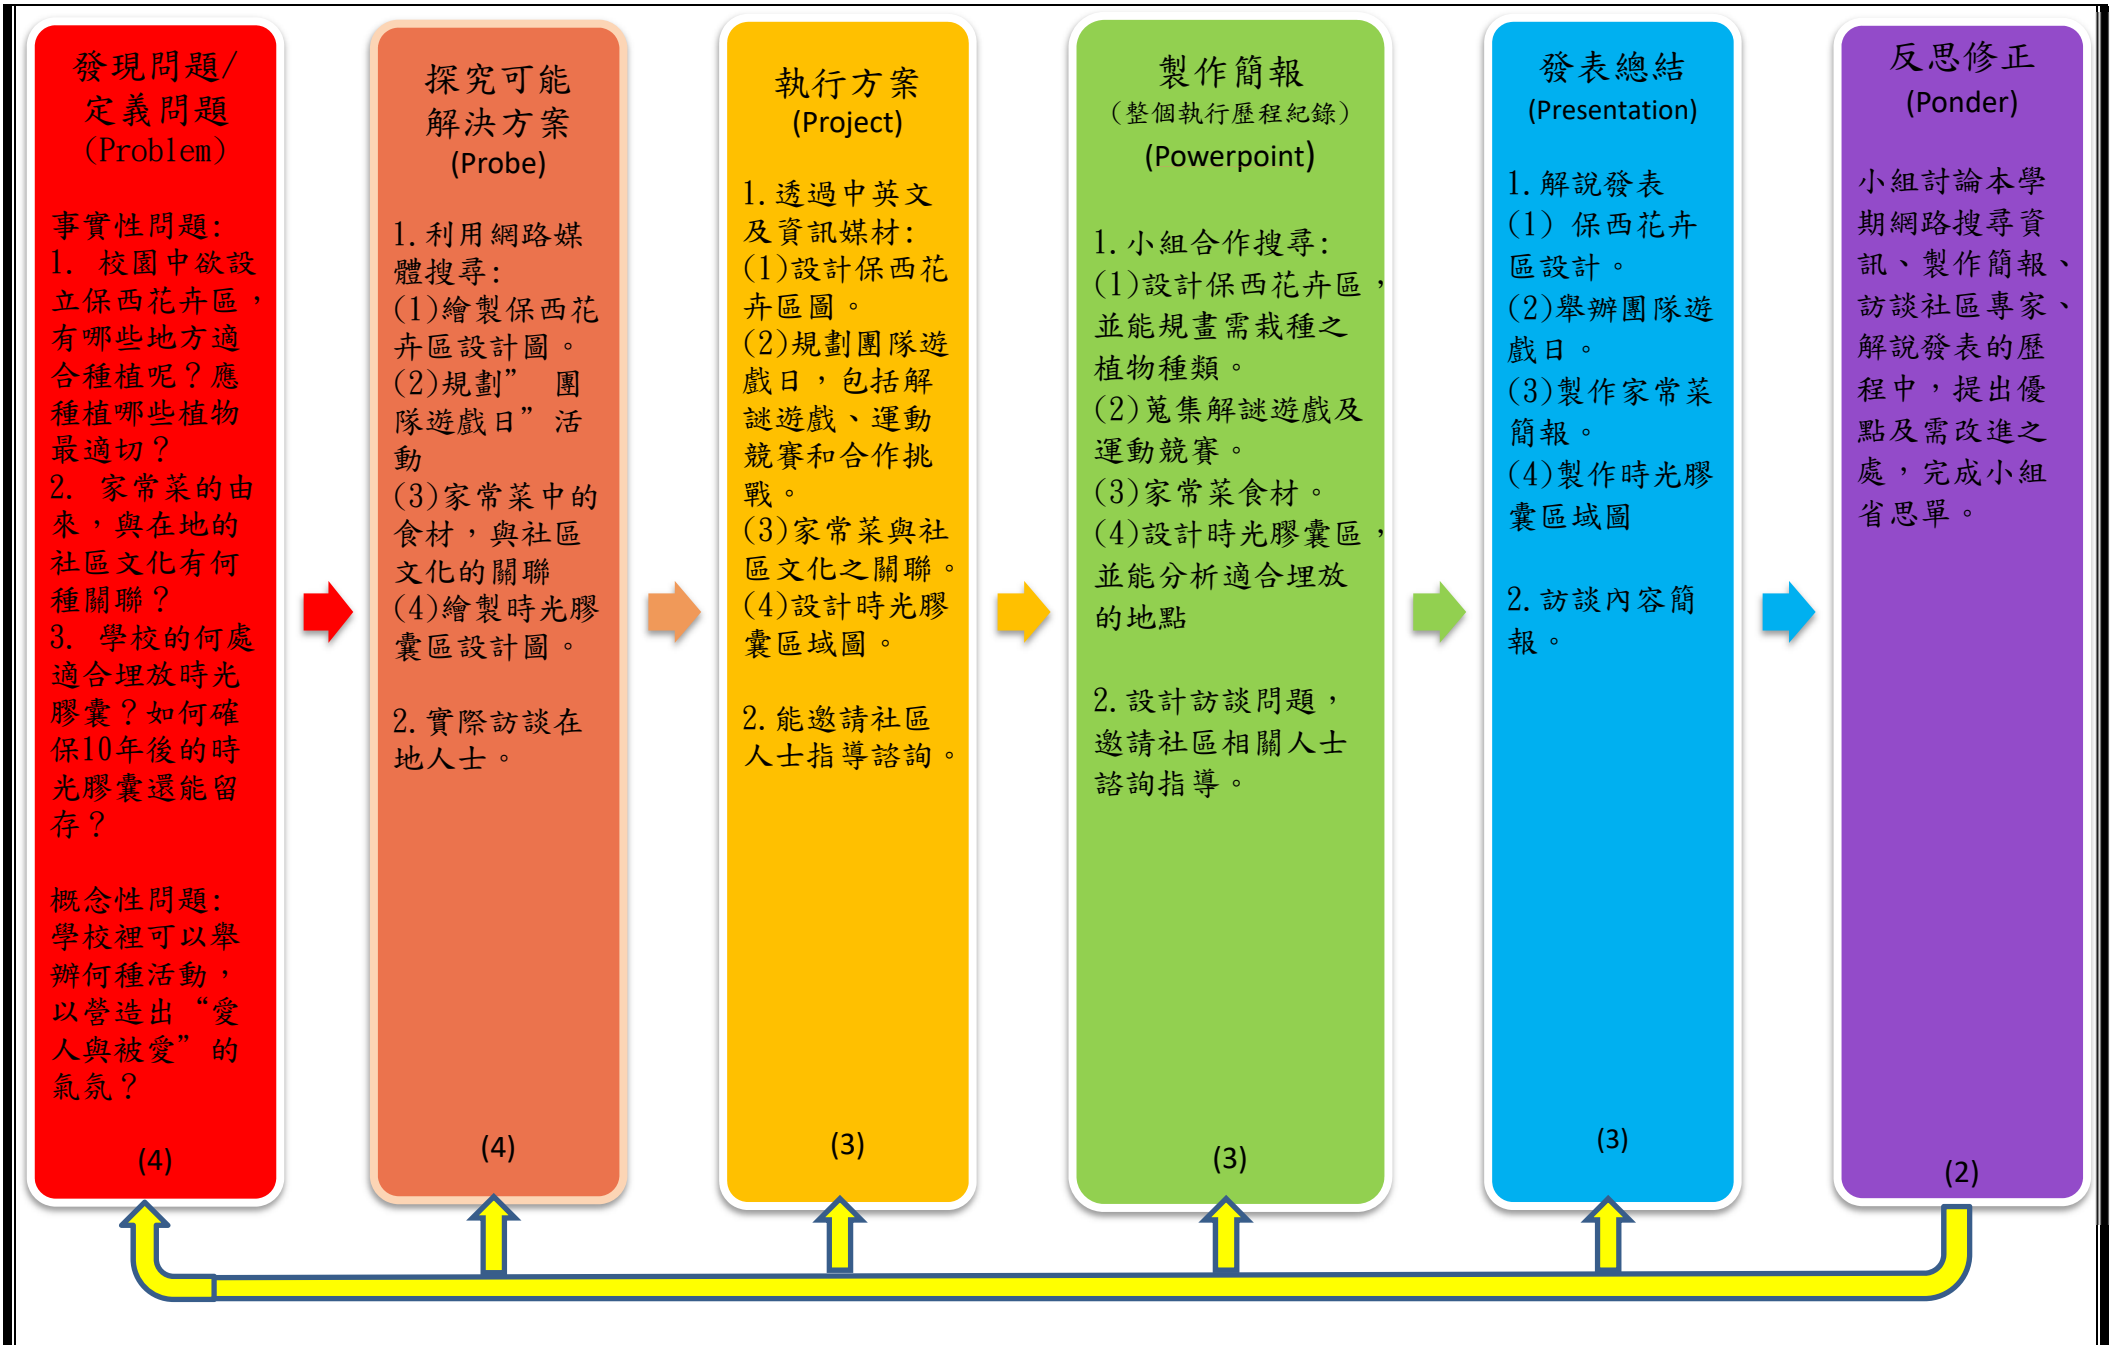 發現問題/
定義問題
(Problem)
事實性問題:
1. 校園中欲設
立保西花卉區，
有哪些地方適
合種植呢？應
種植哪些植物
最適切？
2. 家常菜的由
來，與在地的
社區文化有何
種關聯？
3. 學校的何處
適合埋放時光
膠囊？如何確
保10年後的時
光膠囊還能留
存？
概念性問題:
學校裡可以舉
辦何種活動，
以營造出“愛
人與被愛”的
氣氛？
(4)
探究可能
解決方案
(Probe)
1.利用網路媒
體搜尋:
(1)繪製保西花
卉區設計圖。
(2)規劃” 團
隊遊戲日”活
動
(3)家常菜中的
食材，與社區
文化的關聯
(4)繪製時光膠
囊區設計圖。
2.實際訪談在
地人士。
(4)
執行方案
(Project)
1.透過中英文
及資訊媒材:
(1)設計保西花
卉區圖。
(2)規劃團隊遊
戲日，包括解
謎遊戲、運動
競賽和合作挑
戰。
(3)家常菜與社
區文化之關聯。
(4)設計時光膠
囊區域圖。
2.能邀請社區
人士指導諮詢。
(3)
製作簡報
(整個執行歷程紀錄)
(Powerpoint)
1.小組合作搜尋:
(1)設計保西花卉區，
並能規畫需栽種之
植物種類。
(2)蒐集解謎遊戲及
運動競賽。
(3)家常菜食材。
(4)設計時光膠囊區，
並能分析適合埋放
的地點
2.設計訪談問題，
邀請社區相關人士
諮詢指導。
(3)
發表總結
(Presentation)
1.解說發表
(1) 保西花卉
區設計。
(2)舉辦團隊遊
戲日。
(3)製作家常菜
簡報。
(4)製作時光膠
囊區域圖
2.訪談內容簡
報。
(3)
反思修正
(Ponder)
小組討論本學
期網路搜尋資
訊、製作簡報、
訪談社區專家、
解說發表的歷
程中，提出優
點及需改進之
處，完成小組
省思單。
(2)